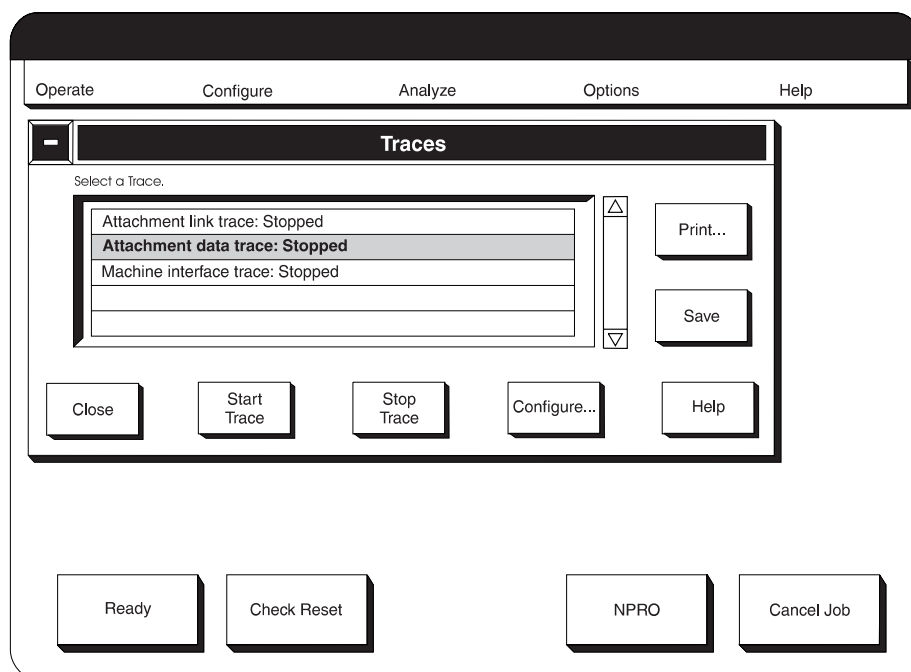 Operate Configure Analyze Options Help
Traces
Select a Trace.
Attachment link trace: Stopped
Attachment data trace: Stopped
Machine interface trace: Stopped
Print...
Save
Close
Start
Trace
Stop
Trace
Configure...
Help
Ready
Check Reset
NPRO
Cancel Job